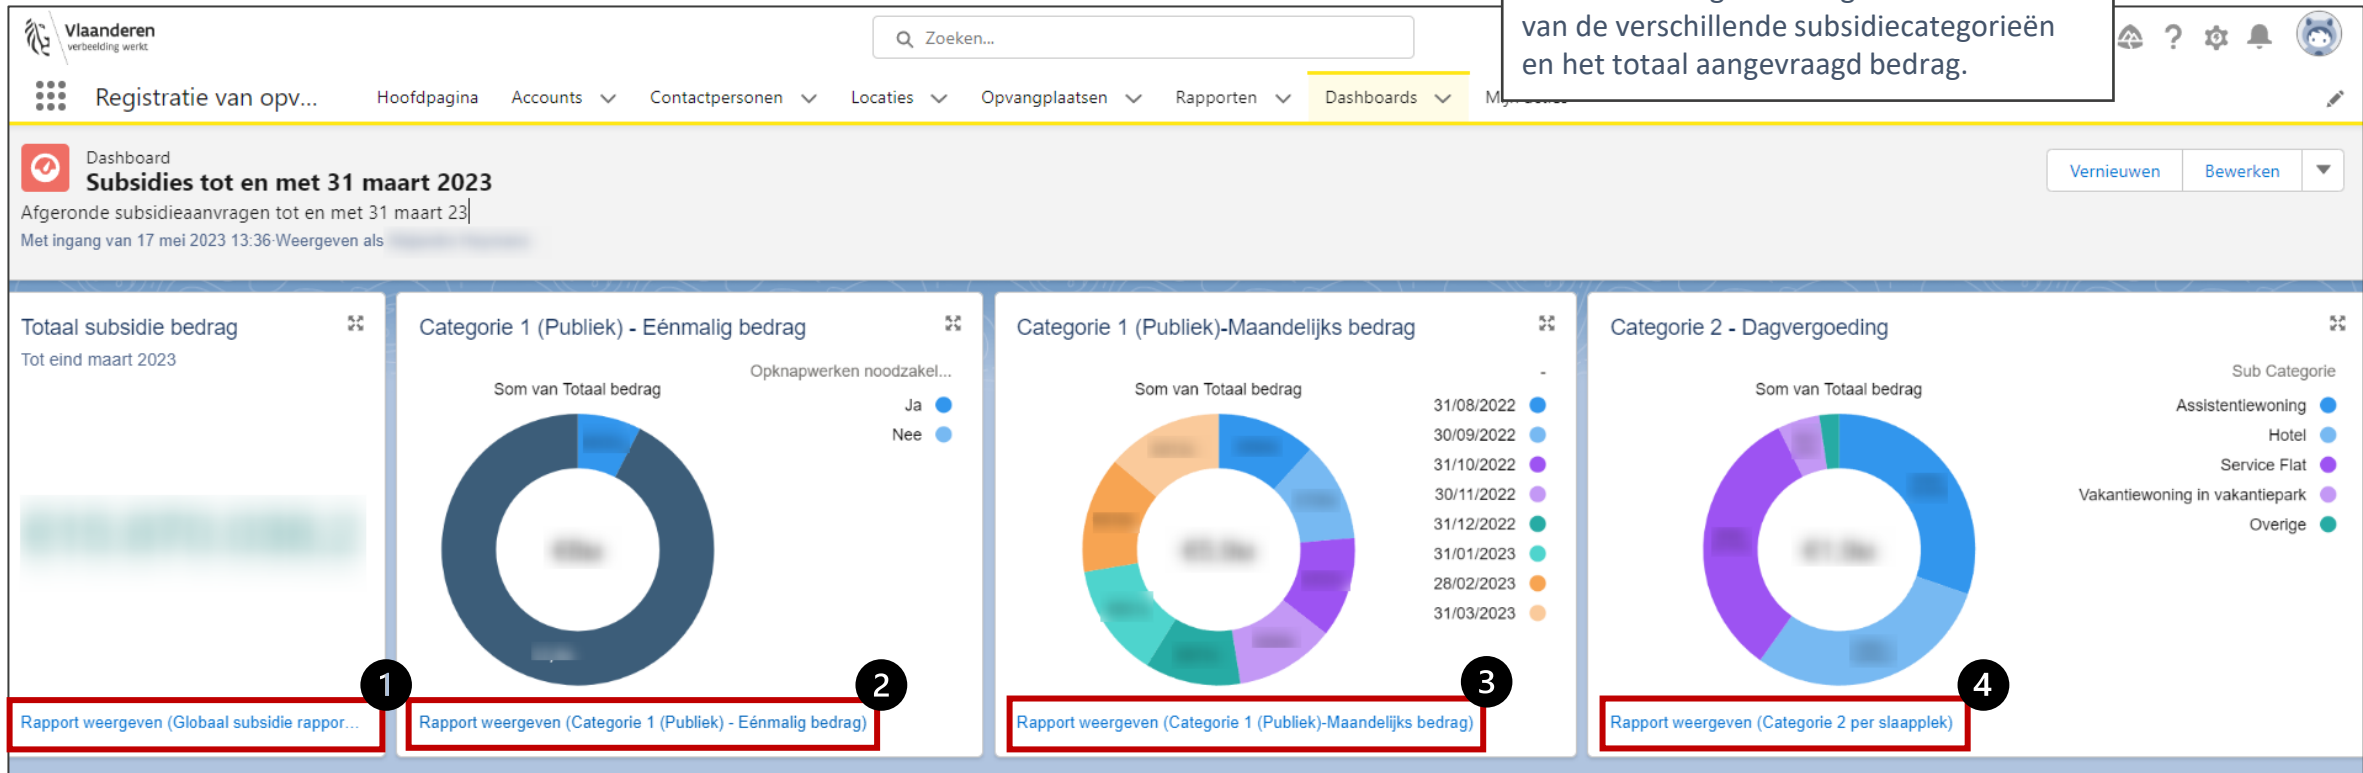 van de verschillende subsidiecategorieën
en het totaal aangevraagd bedrag.
Vlaanderen
verbeelding werkt
Zoeken...
Registratie van opv...
Hoofdpagina
Accounts
Contactpersonen
Locaties
Opvangplaatsen
Rapporten
Dashboards
Dashboard
Subsidies tot en met 31 maart 2023
Afgeronde subsidieaanvragen tot en met 31 maart 23
Met ingang van 17 mei 2023 13:36·Weergeven als
Vernieuwen
Bewerken
Totaal subsidie bedrag
Tot eind maart 2023
1
Rapport weergeven (Globaal subsidie rappor...
Categorie 1 (Publiek) - Eénmalig bedrag
Opknapwerken noodzakel...
Som van Totaal bedrag
Ja
Nee
2
Rapport weergeven (Categorie 1 (Publiek) - Eénmalig bedrag)
Categorie 1 (Publiek)-Maandelijks bedrag
-
Som van Totaal bedrag
31/08/2022
30/09/2022
31/10/2022
30/11/2022
31/12/2022
31/01/2023
28/02/2023
31/03/2023
3
Rapport weergeven (Categorie 1 (Publiek)-Maandelijks bedrag)
Categorie 2 - Dagvergoeding
Sub Categorie
Som van Totaal bedrag
Assistentiewoning
Hotel
Service Flat
Vakantiewoning in vakantiepark
Overige
4
Rapport weergeven (Categorie 2 per slaapplek)